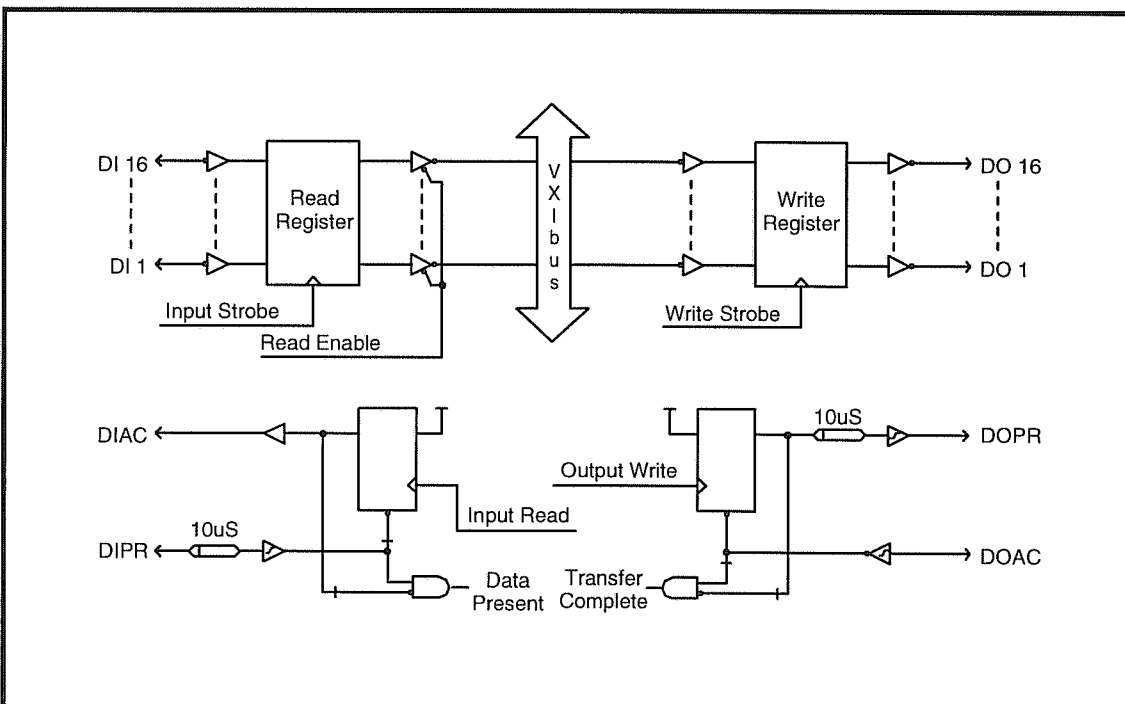 DI 16
DI 1
Read
Register
Input Strobe
Read Enable
VXIbus
Write
Register
Write Strobe
DO 16
DO 1
DIAC
10uS
DIPR
Input Read
Data
Present
Output Write
Transfer
Complete
10uS
DOPR
DOAC